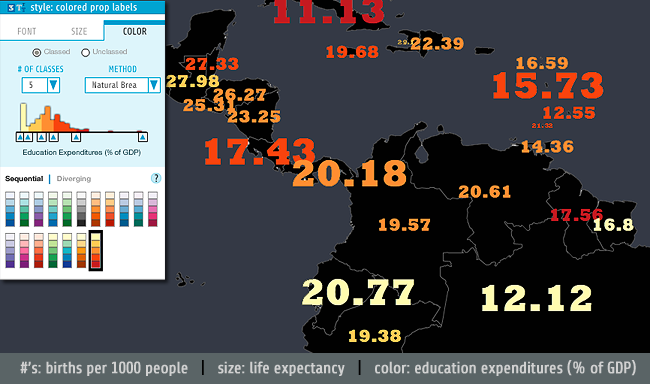 style: colored prop labels
FONT
SIZE
COLOR
Classed
Unclassed
# OF CLASSES
METHOD
5
Natural Brea
Education Expenditures (% of GDP)
Sequential
Diverging
?
11.13
19.68
22.39
27.33
27.98
16.59
15.73
26.27
25.31
23.25
12.55
21.32
17.43
14.36
20.18
20.61
19.57
17.56
16.8
20.77
12.12
19.38
#'s: births per 1000 people | size: life expectancy | color: education expenditures (% of GDP)